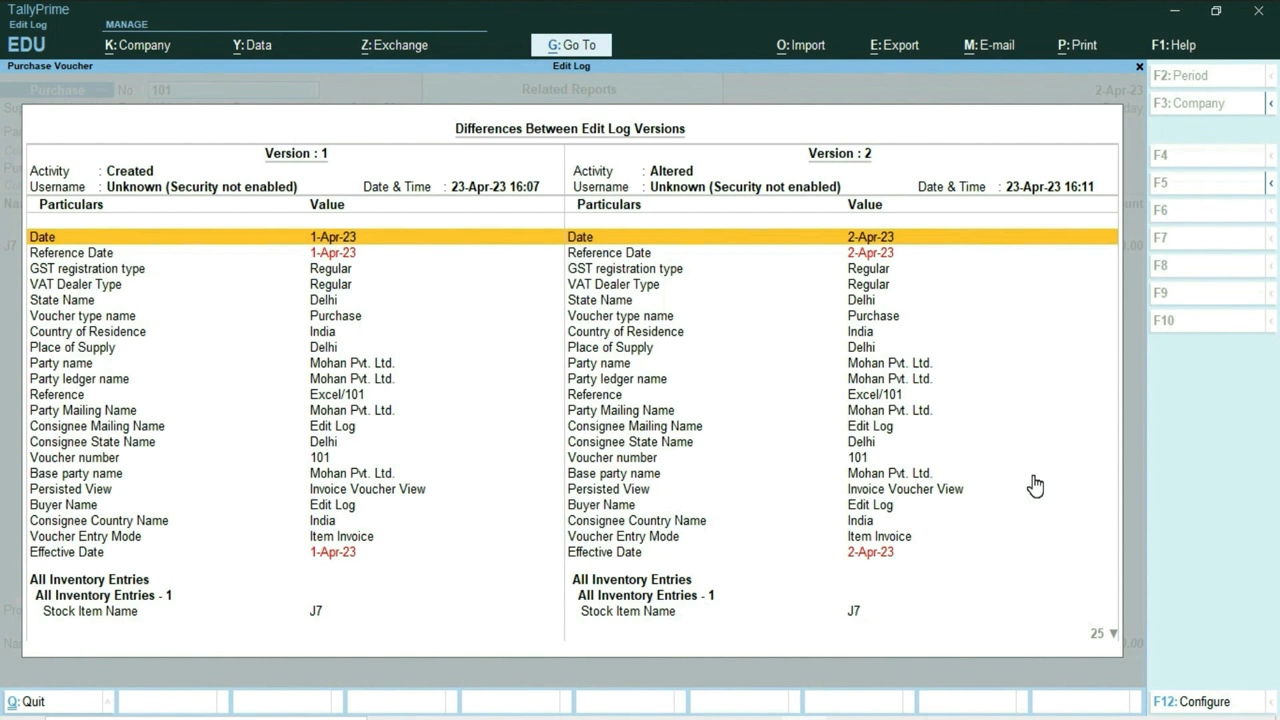 TallyPrime
Edit Log
MANAGE
EDU
K: Company
Y: Data
Z: Exchange
G: Go To
O: Import
E: Export
M: E-mail
P: Print
F1: Help
Purchase Voucher
Edit Log
×
F2: Period
F3: Company
F4
F5
F6
F7
F8
F9
F10
F12: Configure
Purchase No 101
Related Reports
2-Apr-23
Differences Between Edit Log Versions
Version : 1
Version : 2
Activity : Created
Activity : Altered
Username : Unknown (Security not enabled) Date & Time : 23-Apr-23 16:07
Username : Unknown (Security not enabled) Date & Time : 23-Apr-23 16:11
Particulars Value
Particulars Value
Date 1-Apr-23 Date 2-Apr-23
Reference Date 1-Apr-23 Reference Date 2-Apr-23
GST registration type Regular GST registration type Regular
VAT Dealer Type Regular VAT Dealer Type Regular
State Name Delhi State Name Delhi
Voucher type name Purchase Voucher type name Purchase
Country of Residence India Country of Residence India
Place of Supply Delhi Place of Supply Delhi
Party name Mohan Pvt. Ltd. Party name Mohan Pvt. Ltd.
Party ledger name Mohan Pvt. Ltd. Party ledger name Mohan Pvt. Ltd.
Reference Excel/101 Reference Excel/101
Party Mailing Name Mohan Pvt. Ltd. Party Mailing Name Mohan Pvt. Ltd.
Consignee Mailing Name Edit Log Consignee Mailing Name Edit Log
Consignee State Name Delhi Consignee State Name Delhi
Voucher number 101 Voucher number 101
Base party name Mohan Pvt. Ltd. Base party name Mohan Pvt. Ltd.
Persisted View Invoice Voucher View Persisted View Invoice Voucher View
Buyer Name Edit Log Buyer Name Edit Log
Consignee Country Name India Consignee Country Name India
Voucher Entry Mode Item Invoice Voucher Entry Mode Item Invoice
Effective Date 1-Apr-23 Effective Date 2-Apr-23
All Inventory Entries All Inventory Entries
All Inventory Entries - 1 All Inventory Entries - 1
Stock Item Name J7 Stock Item Name J7
25 ▼
Q: Quit